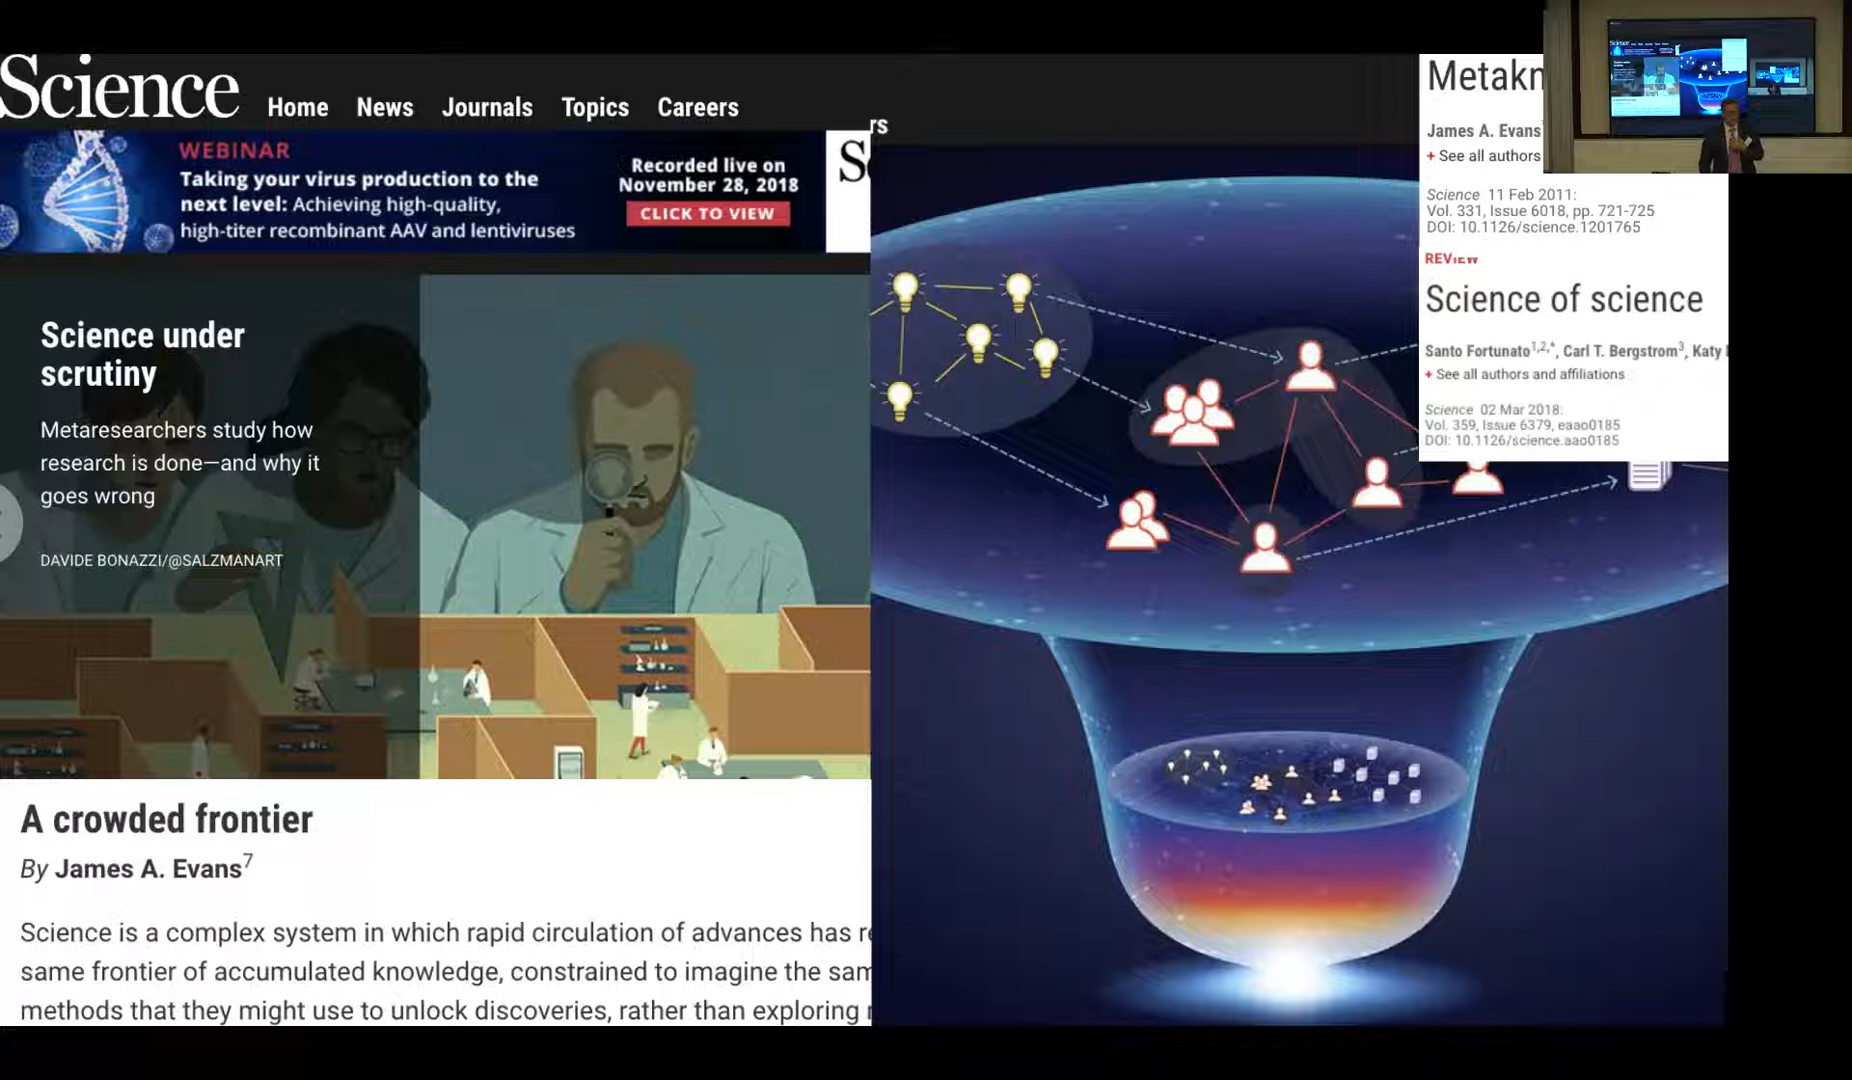 Science
Home News Journals Topics Careers
rs
WEBINAR
Taking your virus production to the
next level: Achieving high-quality,
high-titer recombinant AAV and lentiviruses
Recorded live on
November 28, 2018
CLICK TO VIEW
S
Science under
scrutiny
Metaresearchers study how
research is done—and why it
goes wrong
DAVIDE BONAZZI/@SALZMANART
A crowded frontier
By James A. Evans7
Science is a complex system in which rapid circulation of advances has re
same frontier of accumulated knowledge, constrained to imagine the sam
methods that they might use to unlock discoveries, rather than exploring
Metakn
James A. Evans
+ See all authors
Science 11 Feb 2011:
Vol. 331, Issue 6018, pp. 721-725
DOI: 10.1126/science.1201765
REVIEW
Science of science
Santo Fortunato1,2,*, Carl T. Bergstrom3, Katy
+ See all authors and affiliations
Science 02 Mar 2018:
Vol. 359, Issue 6379, eaao0185
DOI: 10.1126/science.aao0185